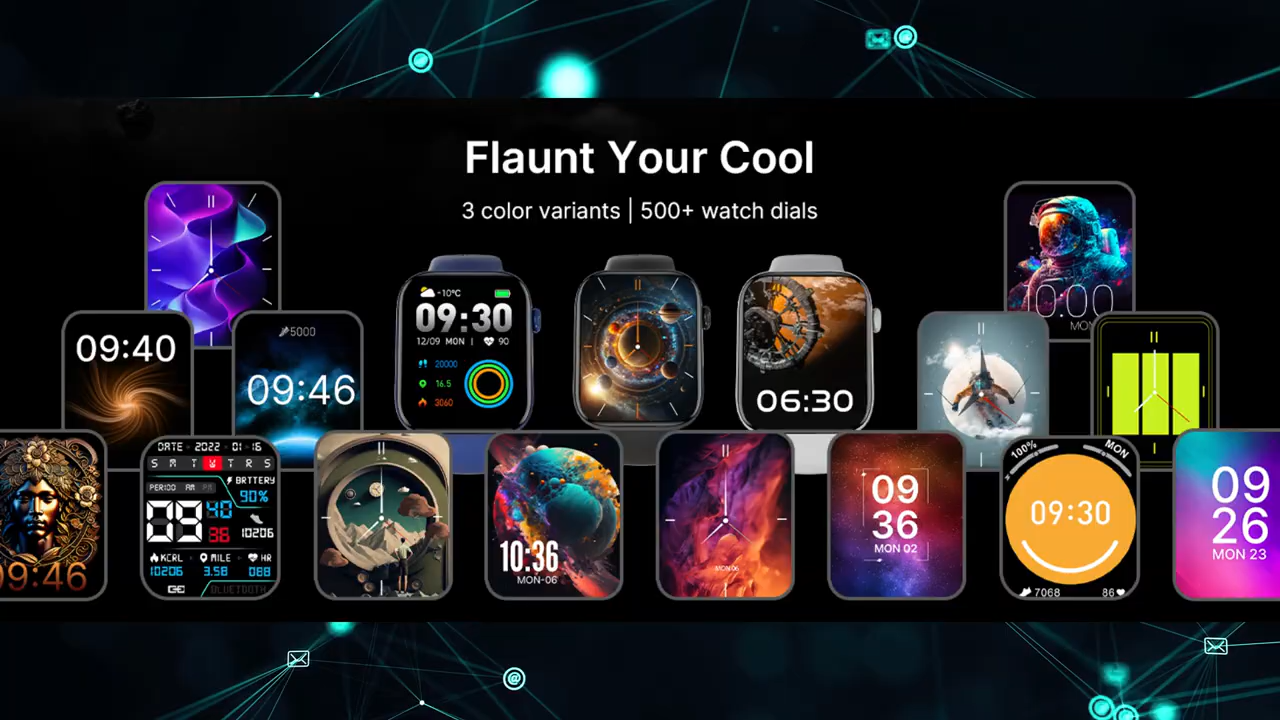 Flaunt Your Cool
3 color variants | 500+ watch dials
09:40
5000
09:46
-10°C
09:30
12/09 MON | 90
20000
16.5
3060
06:30
10:00
MON
09:46
DATE - 2022 - 01 - 16
S M T W T R S
PERIOD AM PM
BATTERY
90%
09
40
36
10206
KCAL MILE HR
10206 3.56 088
BLUETOOTH
10:36
MON-06
MON 06
09
36
MON 02
100% MON
09:30
7068 86
09
26
MON 23
@